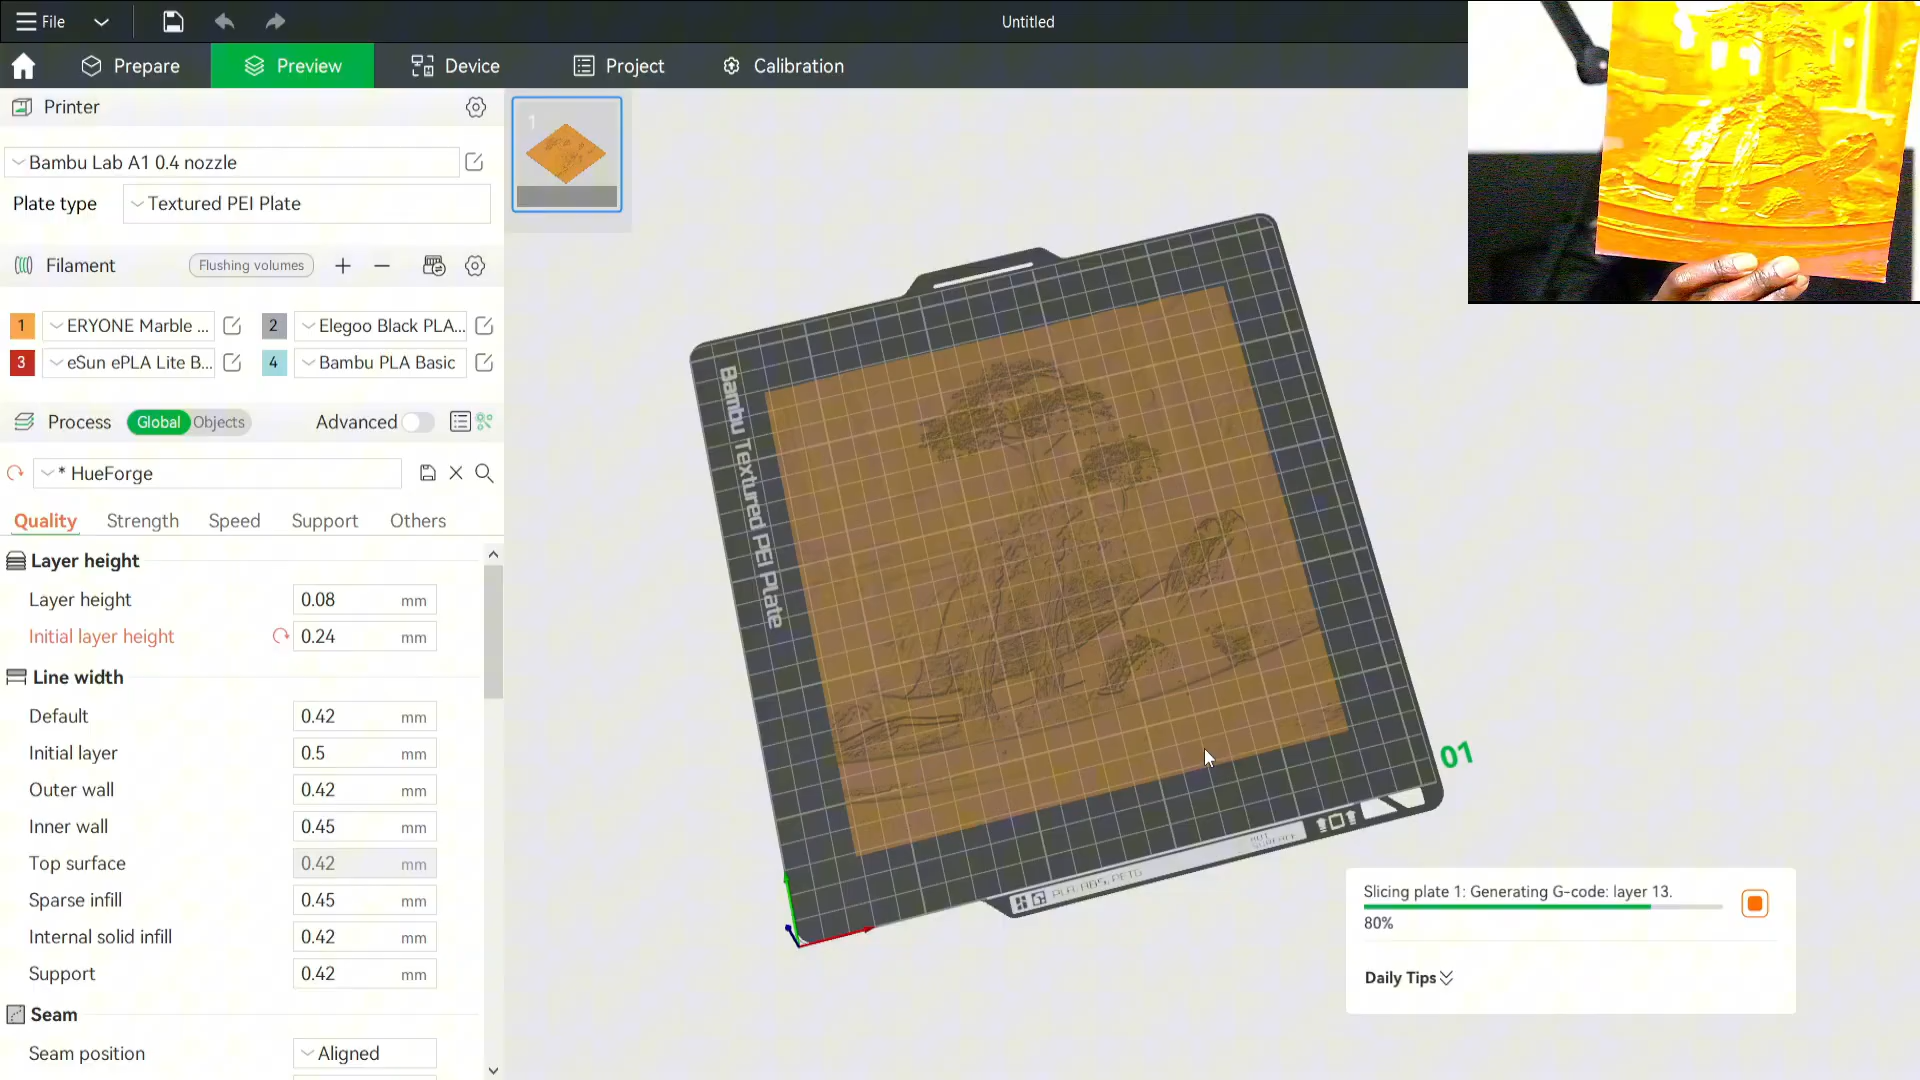 File
Untitled
Prepare
Preview
Device
Project
Calibration
Printer
Bambu Lab A1 0.4 nozzle
Plate type
Textured PEI Plate
Filament
Flushing volumes
1
ERYONE Marble ...
2
Elegoo Black PLA...
3
eSun ePLA Lite B...
4
Bambu PLA Basic
Process
Global
Objects
Advanced
* HueForge
Quality
Strength
Speed
Support
Others
Layer height
Layer height
0.08 mm
Initial layer height
0.24 mm
Line width
Default
0.42 mm
Initial layer
0.5 mm
Outer wall
0.42 mm
Inner wall
0.45 mm
Top surface
0.42 mm
Sparse infill
0.45 mm
Internal solid infill
0.42 mm
Support
0.42 mm
Seam
Seam position
Aligned
1
Bambu Textured PEI Plate
01
PLA, ABS, PETG
HOT
SURFACE
Slicing plate 1: Generating G-code: layer 13.
80%
Daily Tips